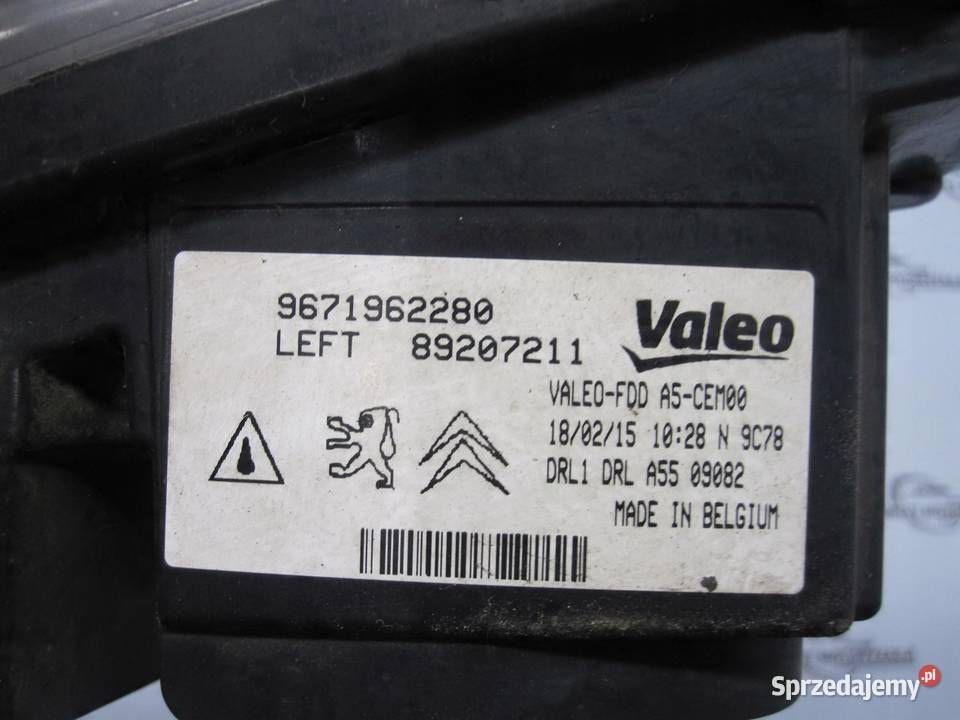 9671962280
LEFT 89207211
Valeo
VALEO-FDD A5-CEM00
18/02/15 10:28 N 9C78
DRL1 DRL A55 09082
MADE IN BELGIUM
Sprzedajemy.pl